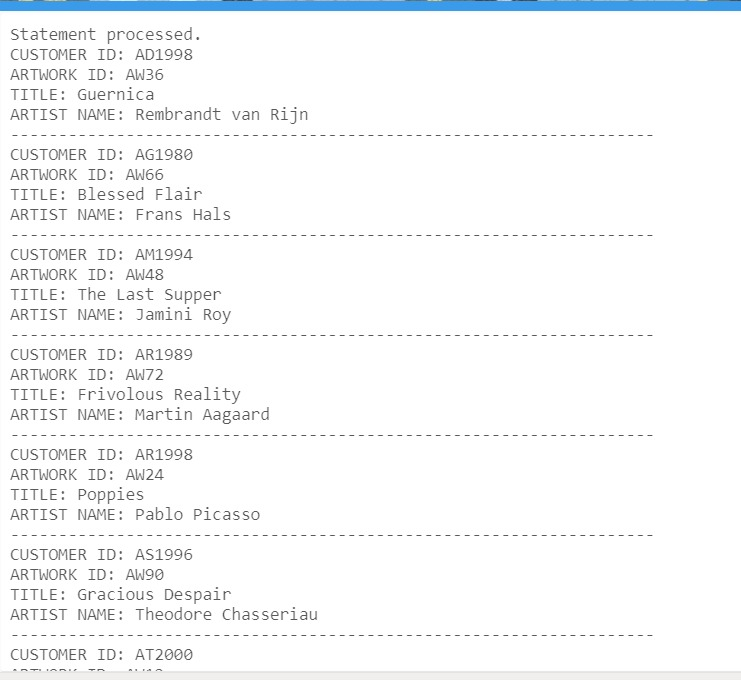 Statement processed.
CUSTOMER ID: AD1998
ARTWORK ID: AW36
TITLE: Guernica
ARTIST NAME: Rembrandt van Rijn
-------------------------------------------------------------------
CUSTOMER ID: AG1980
ARTWORK ID: AW66
TITLE: Blessed Flair
ARTIST NAME: Frans Hals
-------------------------------------------------------------------
CUSTOMER ID: AM1994
ARTWORK ID: AW48
TITLE: The Last Supper
ARTIST NAME: Jamini Roy
-------------------------------------------------------------------
CUSTOMER ID: AR1989
ARTWORK ID: AW72
TITLE: Frivolous Reality
ARTIST NAME: Martin Aagaard
-------------------------------------------------------------------
CUSTOMER ID: AR1998
ARTWORK ID: AW24
TITLE: Poppies
ARTIST NAME: Pablo Picasso
-------------------------------------------------------------------
CUSTOMER ID: AS1996
ARTWORK ID: AW90
TITLE: Gracious Despair
ARTIST NAME: Theodore Chasseriau
-------------------------------------------------------------------
CUSTOMER ID: AT2000
ARTWORK ID: